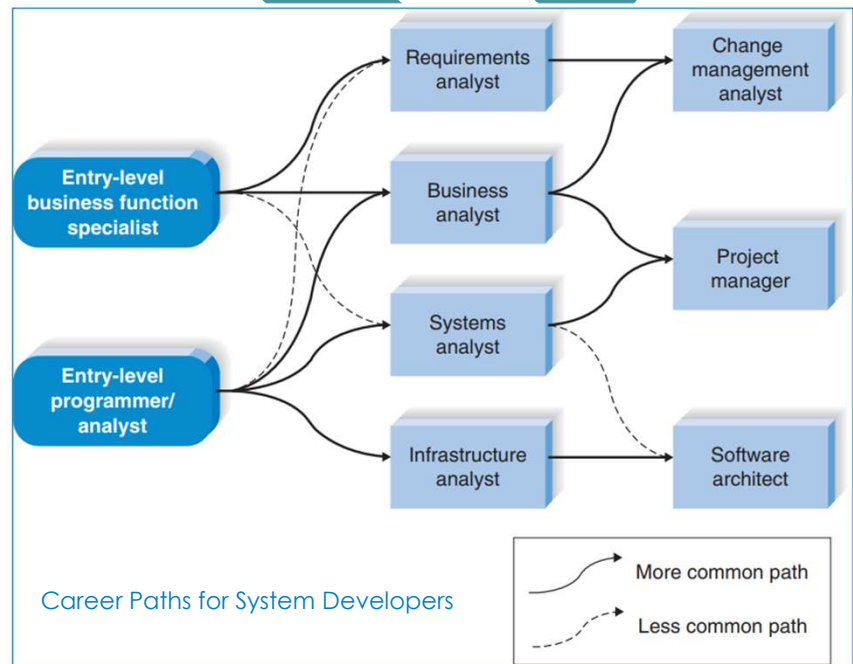 Requirements
analyst
Change
management
analyst
Entry-level
business function
specialist
Business
analyst
Project
manager
Systems
analyst
Entry-level
programmer/
analyst
Infrastructure
analyst
Software
architect
Career Paths for System Developers
More common path
Less common path